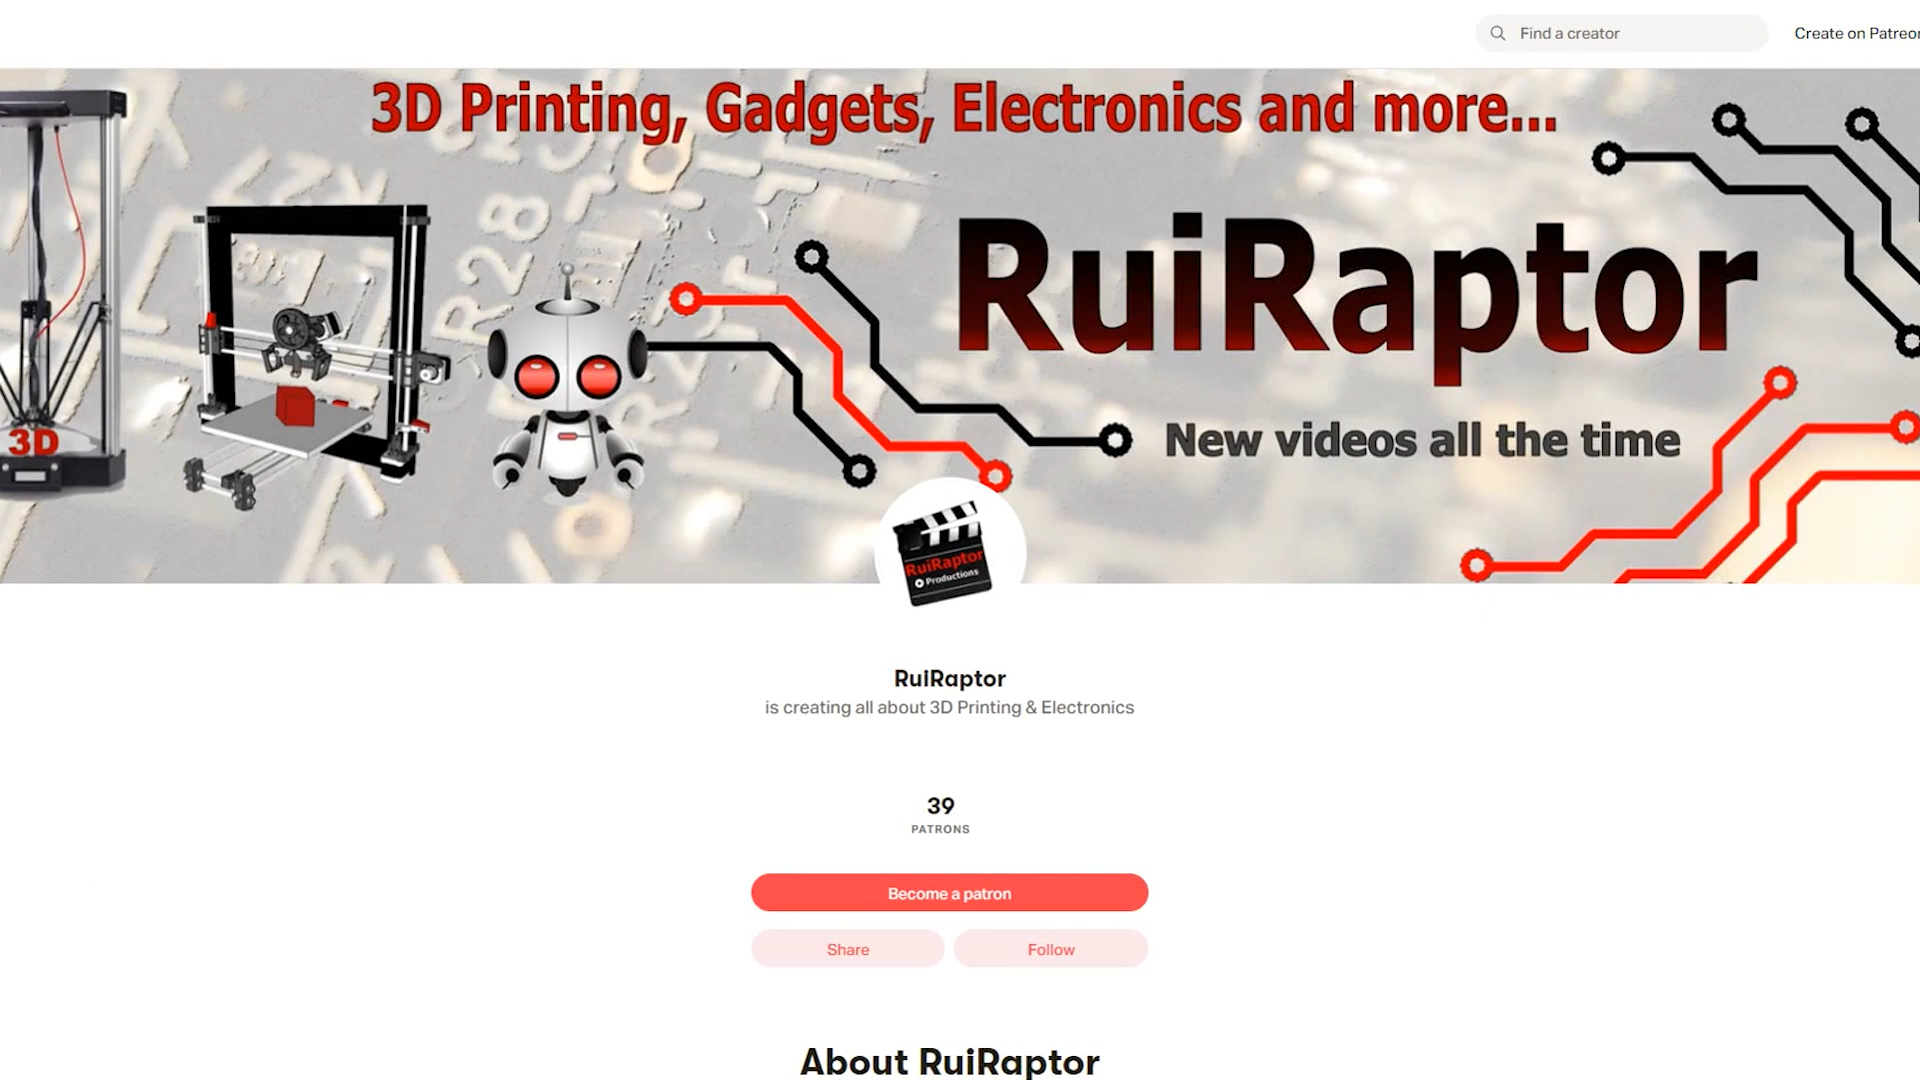 Find a creator
Create on Patreon
3D Printing, Gadgets, Electronics and more...
R28
RuiRaptor
3D
New videos all the time
RuiRaptor
Productions
RuiRaptor
is creating all about 3D Printing & Electronics
39
PATRONS
Become a patron
Share
Follow
About RuiRaptor